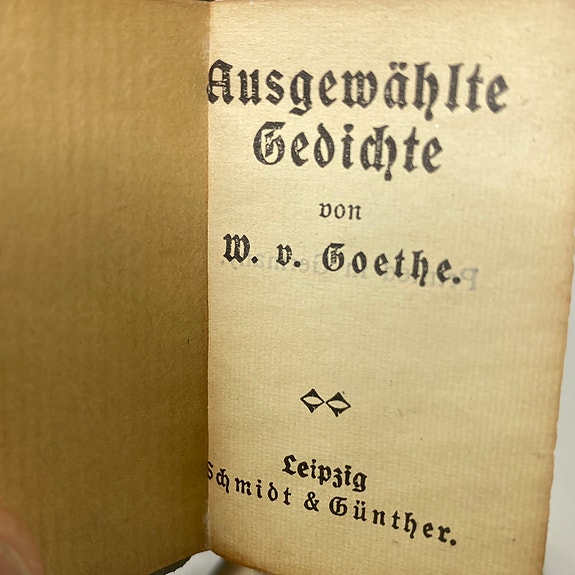 Ausgewählte
Gedichte
von
W. v. Goethe.
Leipzig
Schmidt & Günther.